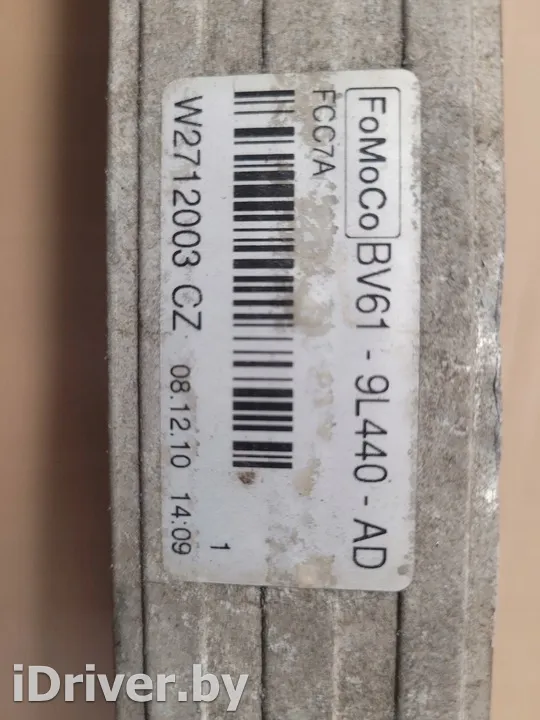 FoMoCo BV61 - 9L440 - AD
FCC7A
1
W2712003 CZ 08.12.10 14:09
iDriver.by